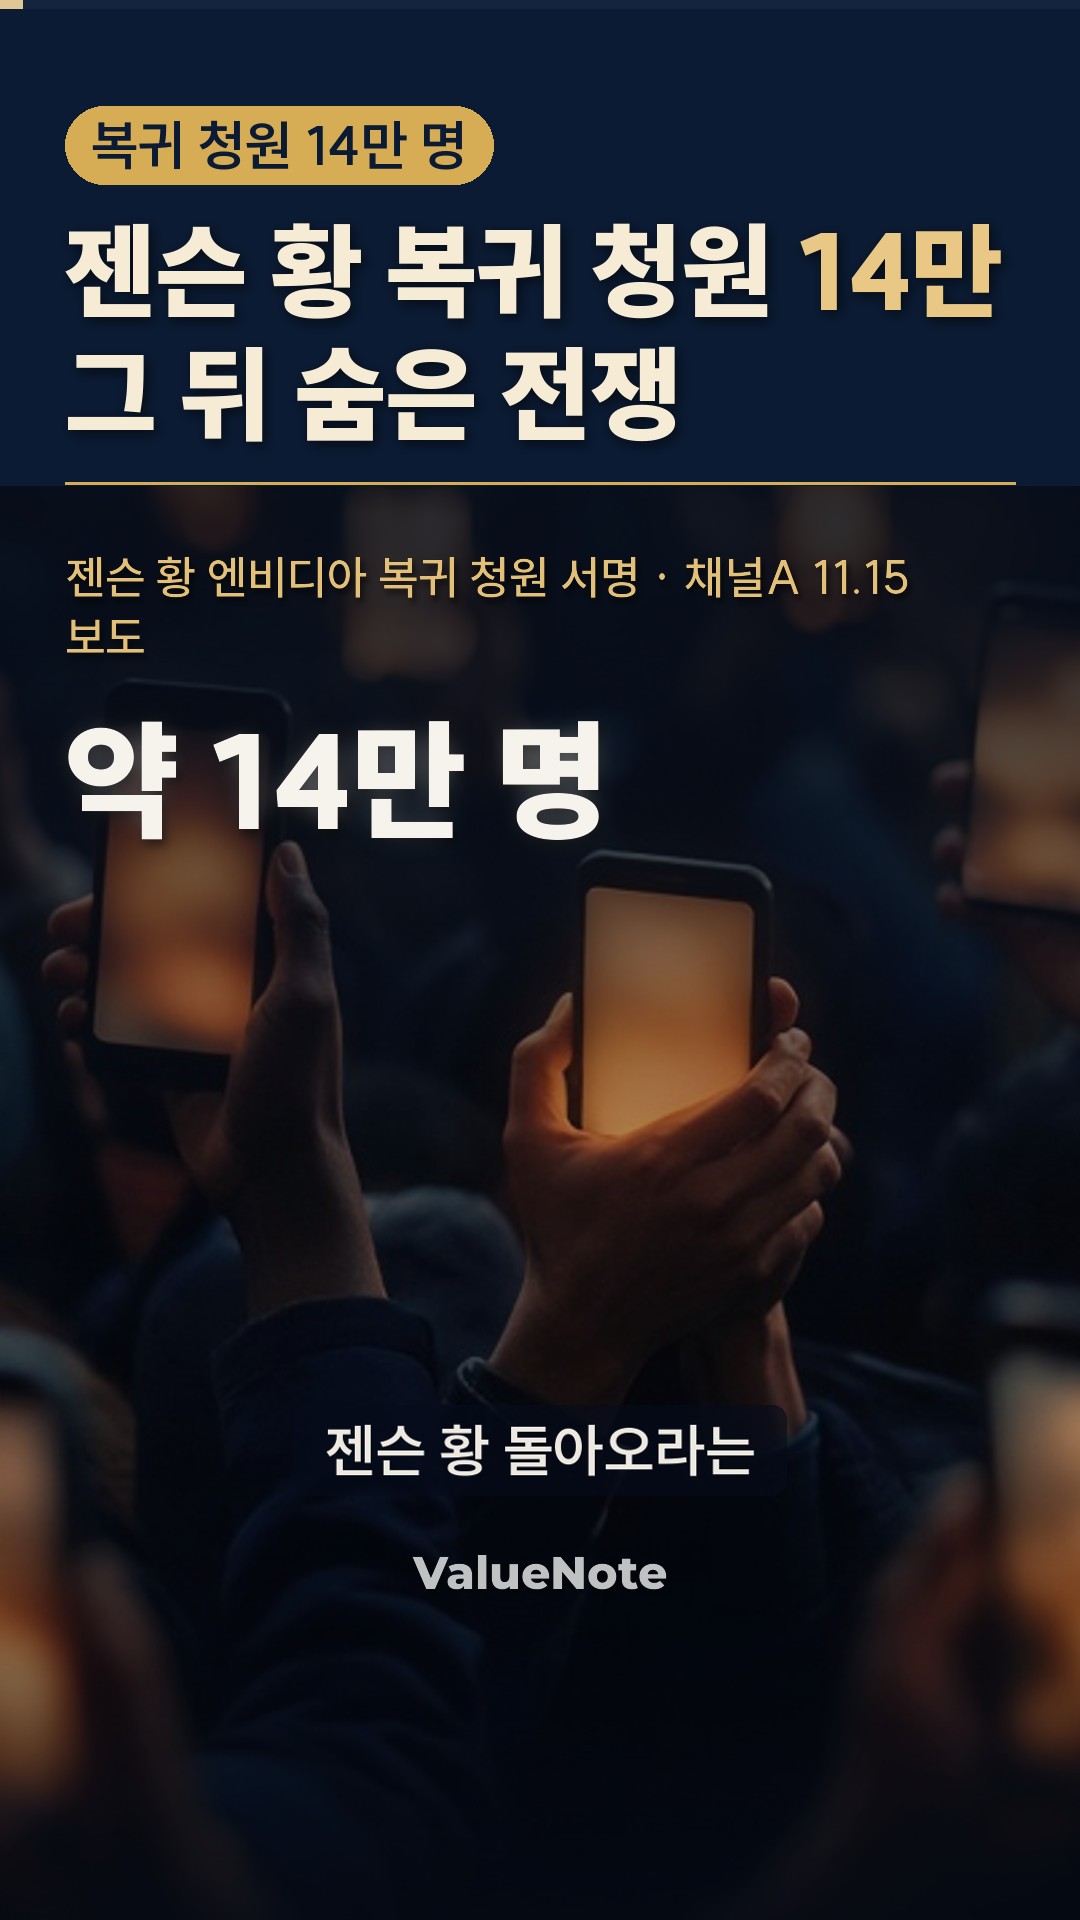 복귀 청원 14만 명
젠슨 황 복귀 청원 14만
그 뒤 숨은 전쟁
젠슨 황 엔비디아 복귀 청원 서명 · 채널A 11.15
보도
약 14만 명
젠슨 황 돌아오라는
ValueNote